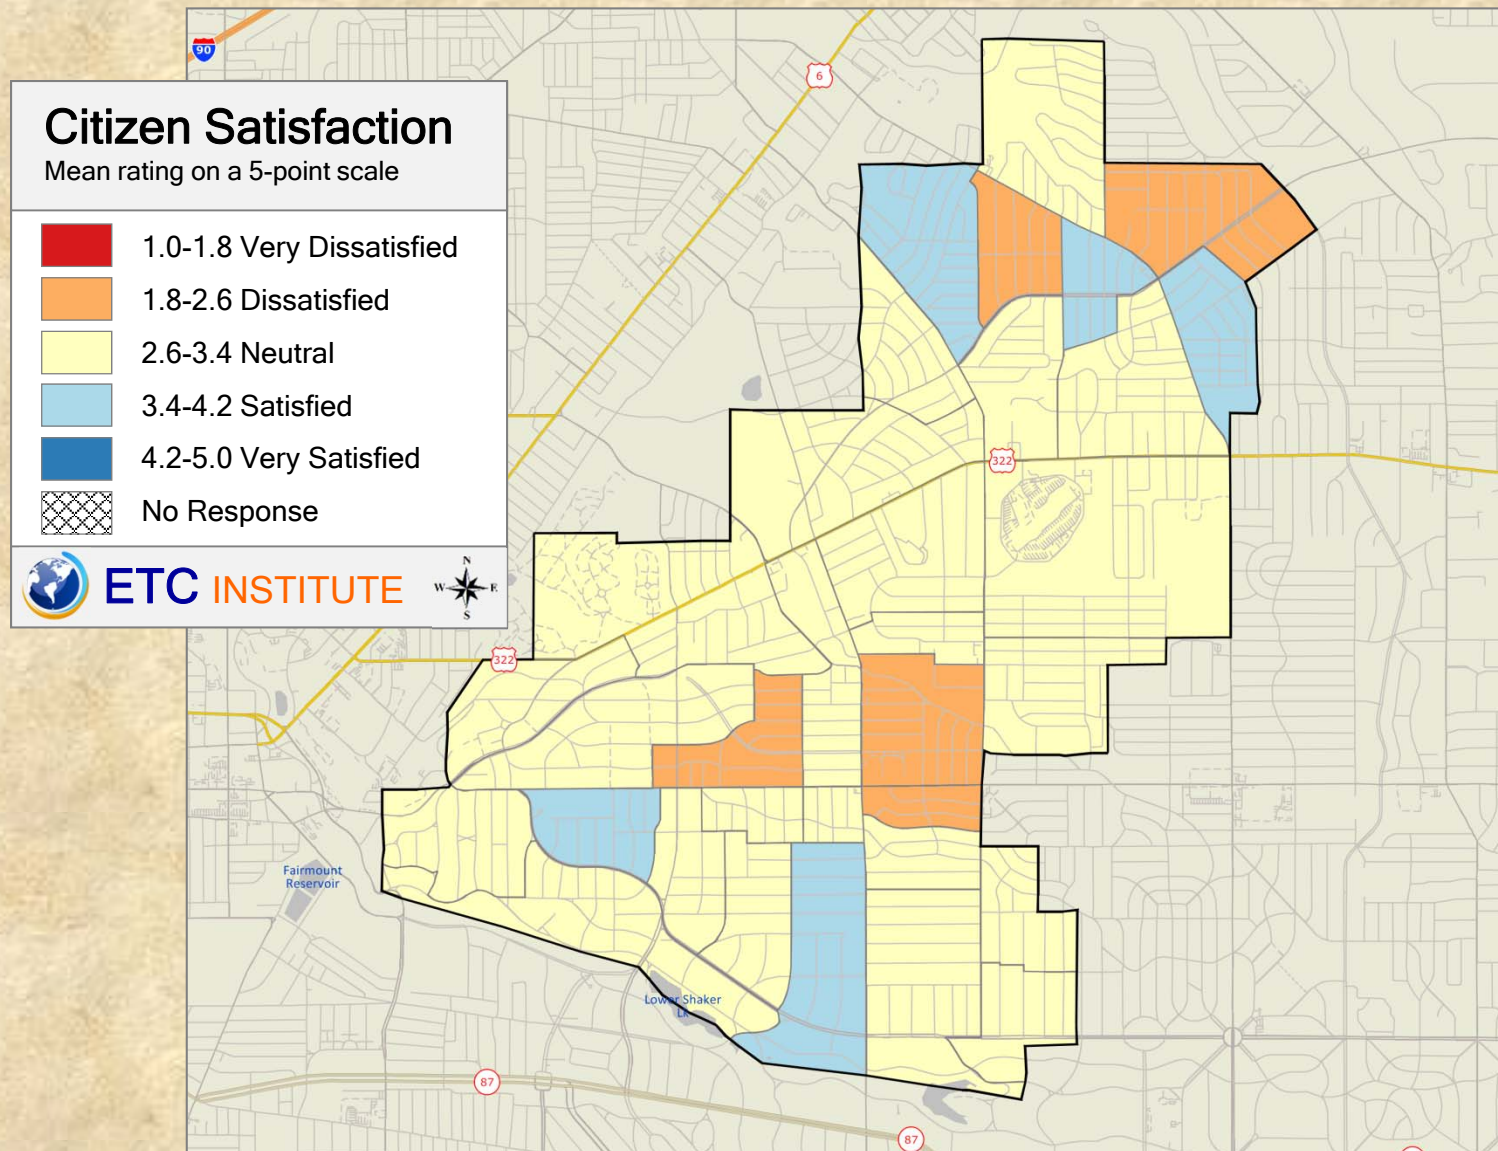 90
6
Citizen Satisfaction
Mean rating on a 5-point scale
1.0-1.8 Very Dissatisfied
1.8-2.6 Dissatisfied
2.6-3.4 Neutral
3.4-4.2 Satisfied
4.2-5.0 Very Satisfied
No Response
ETC INSTITUTE
N
W E
S
322
322
Fairmount
Reservoir
Lower Shaker
Lk
87
87